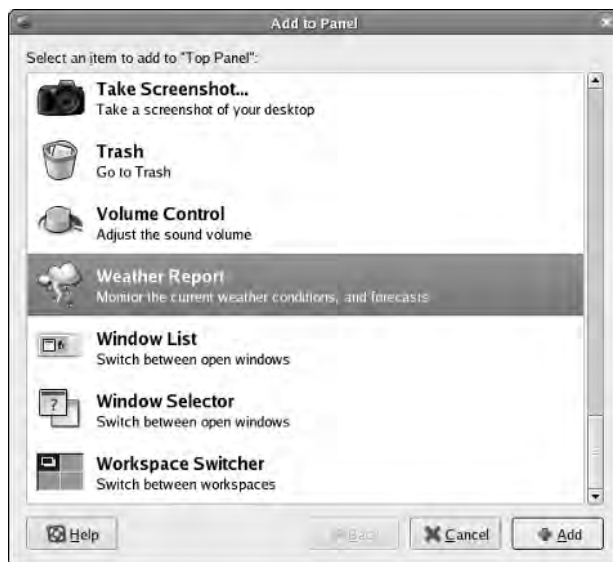 Add to Panel
Select an item to add to "Top Panel":
Take Screenshot...
Take a screenshot of your desktop
Trash
Go to Trash
Volume Control
Adjust the sound volume
Weather Report
Monitor the current weather conditions, and forecasts
Window List
Switch between open windows
Window Selector
Switch between open windows
Workspace Switcher
Switch between workspaces
Help
Back
Cancel
Add